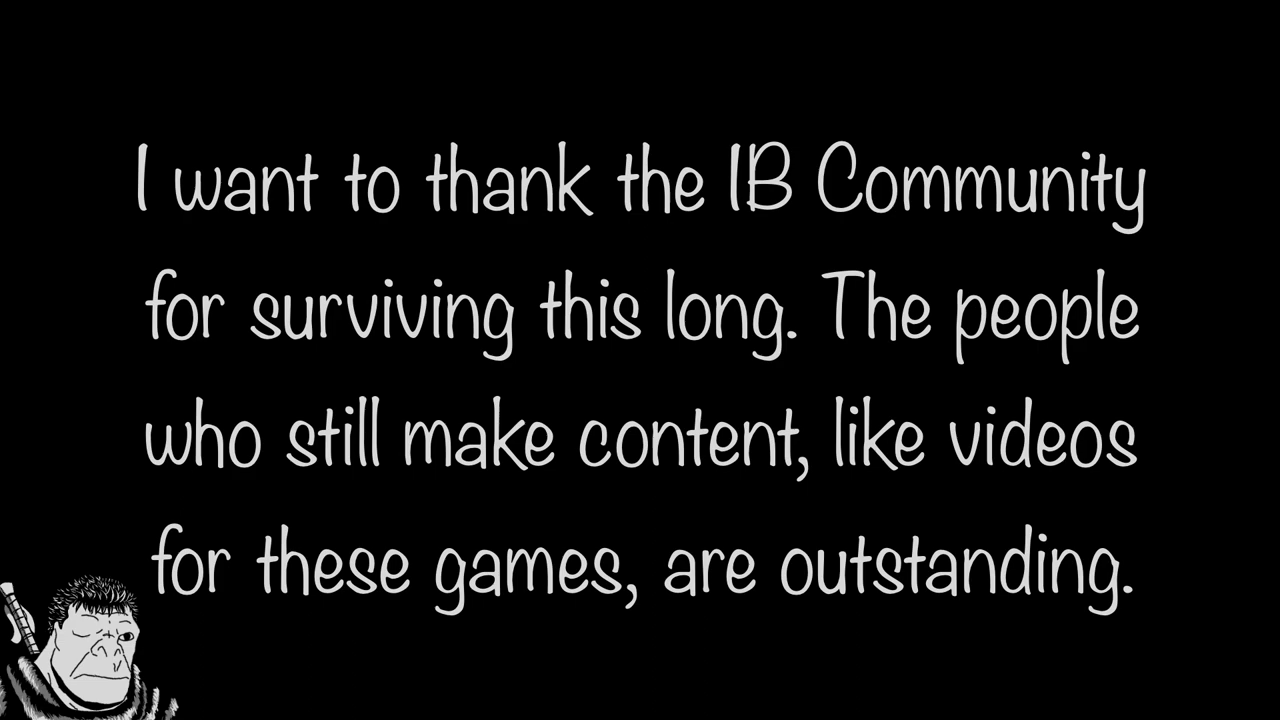 I want to thank the IB Community
for surviving this long. The people
who still make content, like videos
for these games, are outstanding.